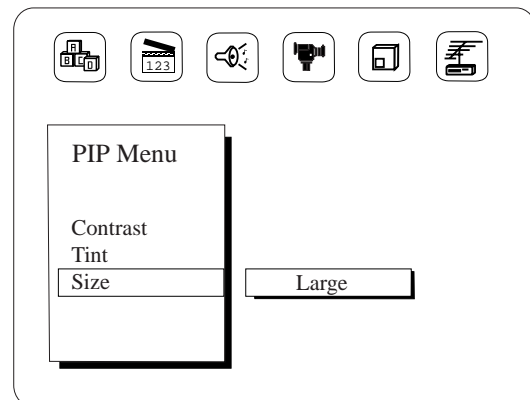 A
B C D
123
PIP Menu
Contrast
Tint
Size
Large